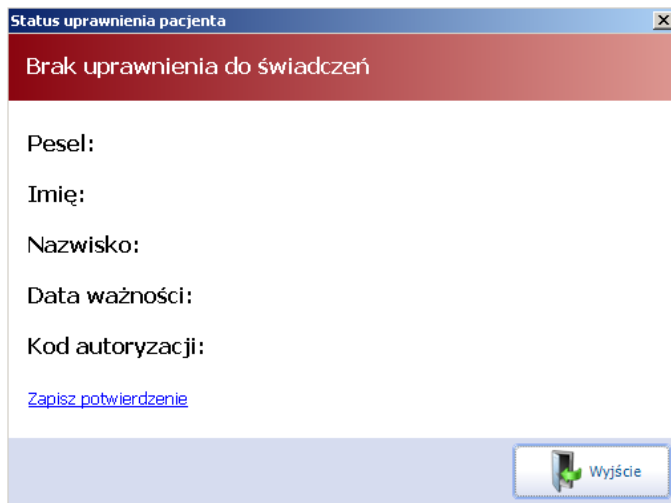 Status uprawnienia pacjenta
Brak uprawnienia do świadczeń
Pesel:
Imię:
Nazwisko:
Data ważności:
Kod autoryzacji:
Zapisz potwierdzenie
Wyjście